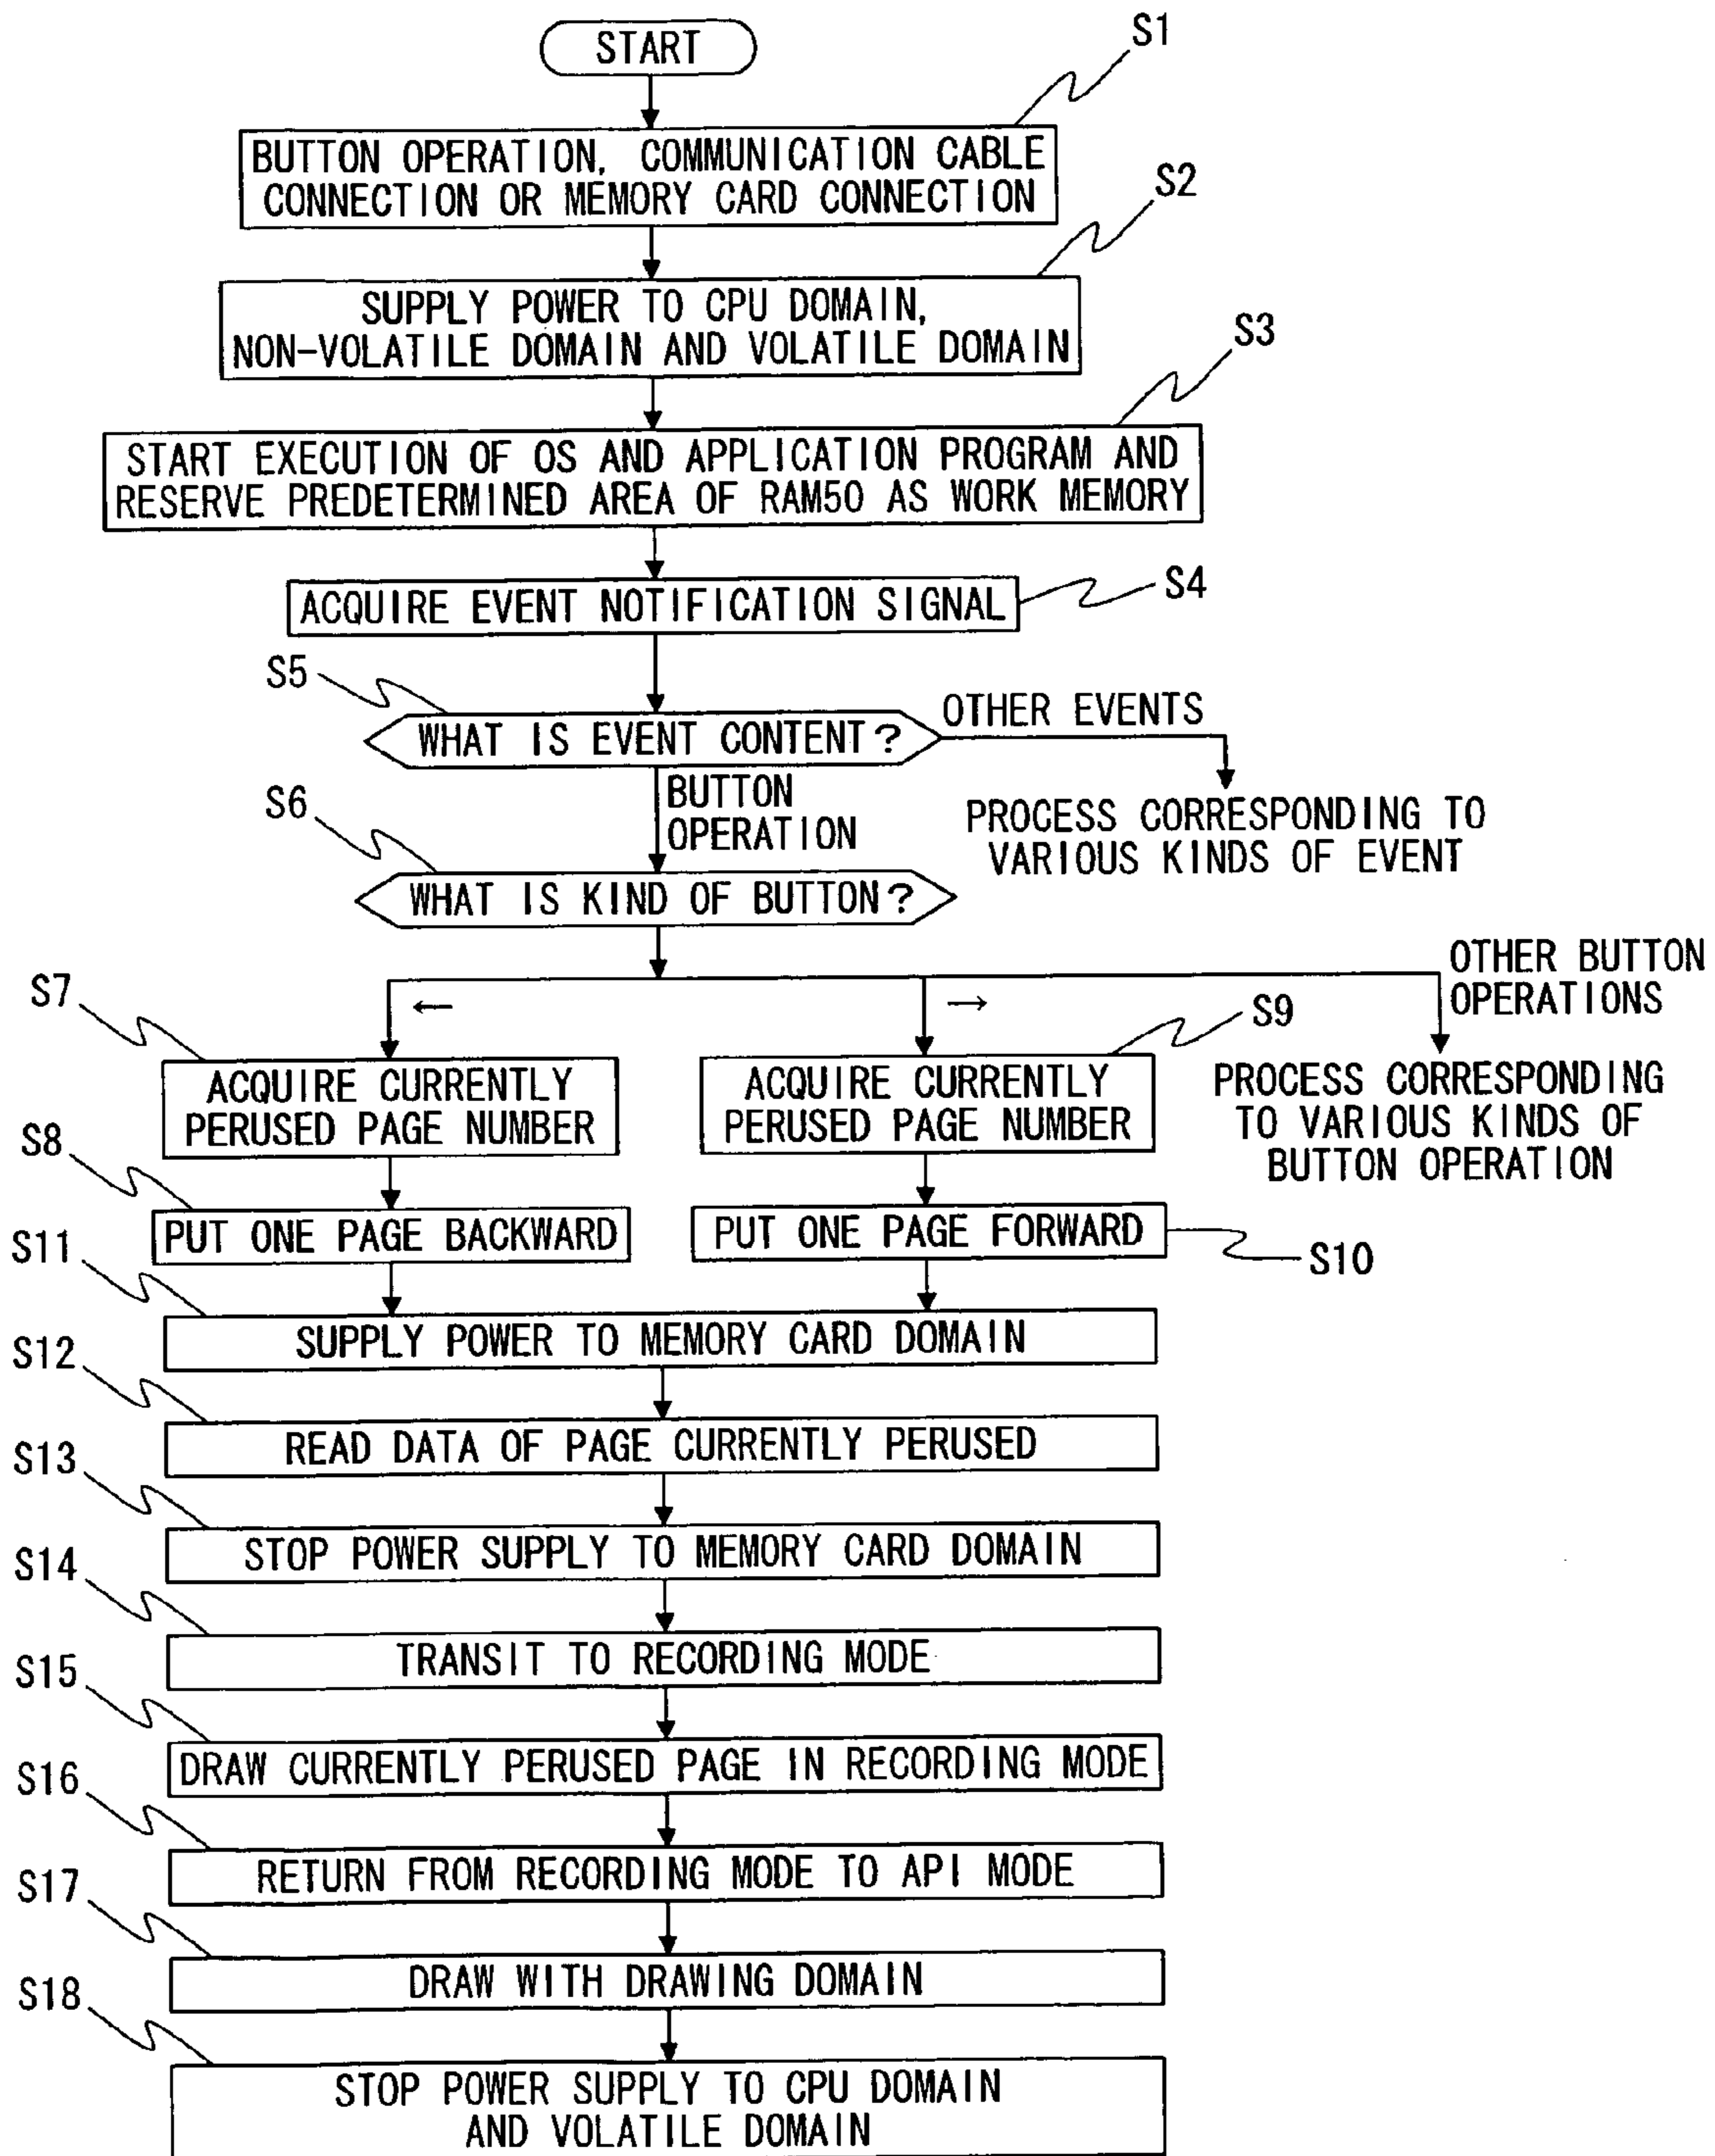 START
S1
BUTTON OPERATION, COMMUNICATION CABLE
CONNECTION OR MEMORY CARD CONNECTION
S2
SUPPLY POWER TO CPU DOMAIN,
NON-VOLATILE DOMAIN AND VOLATILE DOMAIN
S3
START EXECUTION OF OS AND APPLICATION PROGRAM AND
RESERVE PREDETERMINED AREA OF RAM50 AS WORK MEMORY
S4
ACQUIRE EVENT NOTIFICATION SIGNAL
S5
WHAT IS EVENT CONTENT?
OTHER EVENTS
PROCESS CORRESPONDING TO
VARIOUS KINDS OF EVENT
BUTTON
OPERATION
S6
WHAT IS KIND OF BUTTON?
OTHER BUTTON
OPERATIONS
PROCESS CORRESPONDING
TO VARIOUS KINDS OF
BUTTON OPERATION
S7
←
ACQUIRE CURRENTLY
PERUSED PAGE NUMBER
→
S9
ACQUIRE CURRENTLY
PERUSED PAGE NUMBER
S8
PUT ONE PAGE BACKWARD
PUT ONE PAGE FORWARD
S10
S11
SUPPLY POWER TO MEMORY CARD DOMAIN
S12
READ DATA OF PAGE CURRENTLY PERUSED
S13
STOP POWER SUPPLY TO MEMORY CARD DOMAIN
S14
TRANSIT TO RECORDING MODE
S15
DRAW CURRENTLY PERUSED PAGE IN RECORDING MODE
S16
RETURN FROM RECORDING MODE TO API MODE
S17
DRAW WITH DRAWING DOMAIN
S18
STOP POWER SUPPLY TO CPU DOMAIN
AND VOLATILE DOMAIN